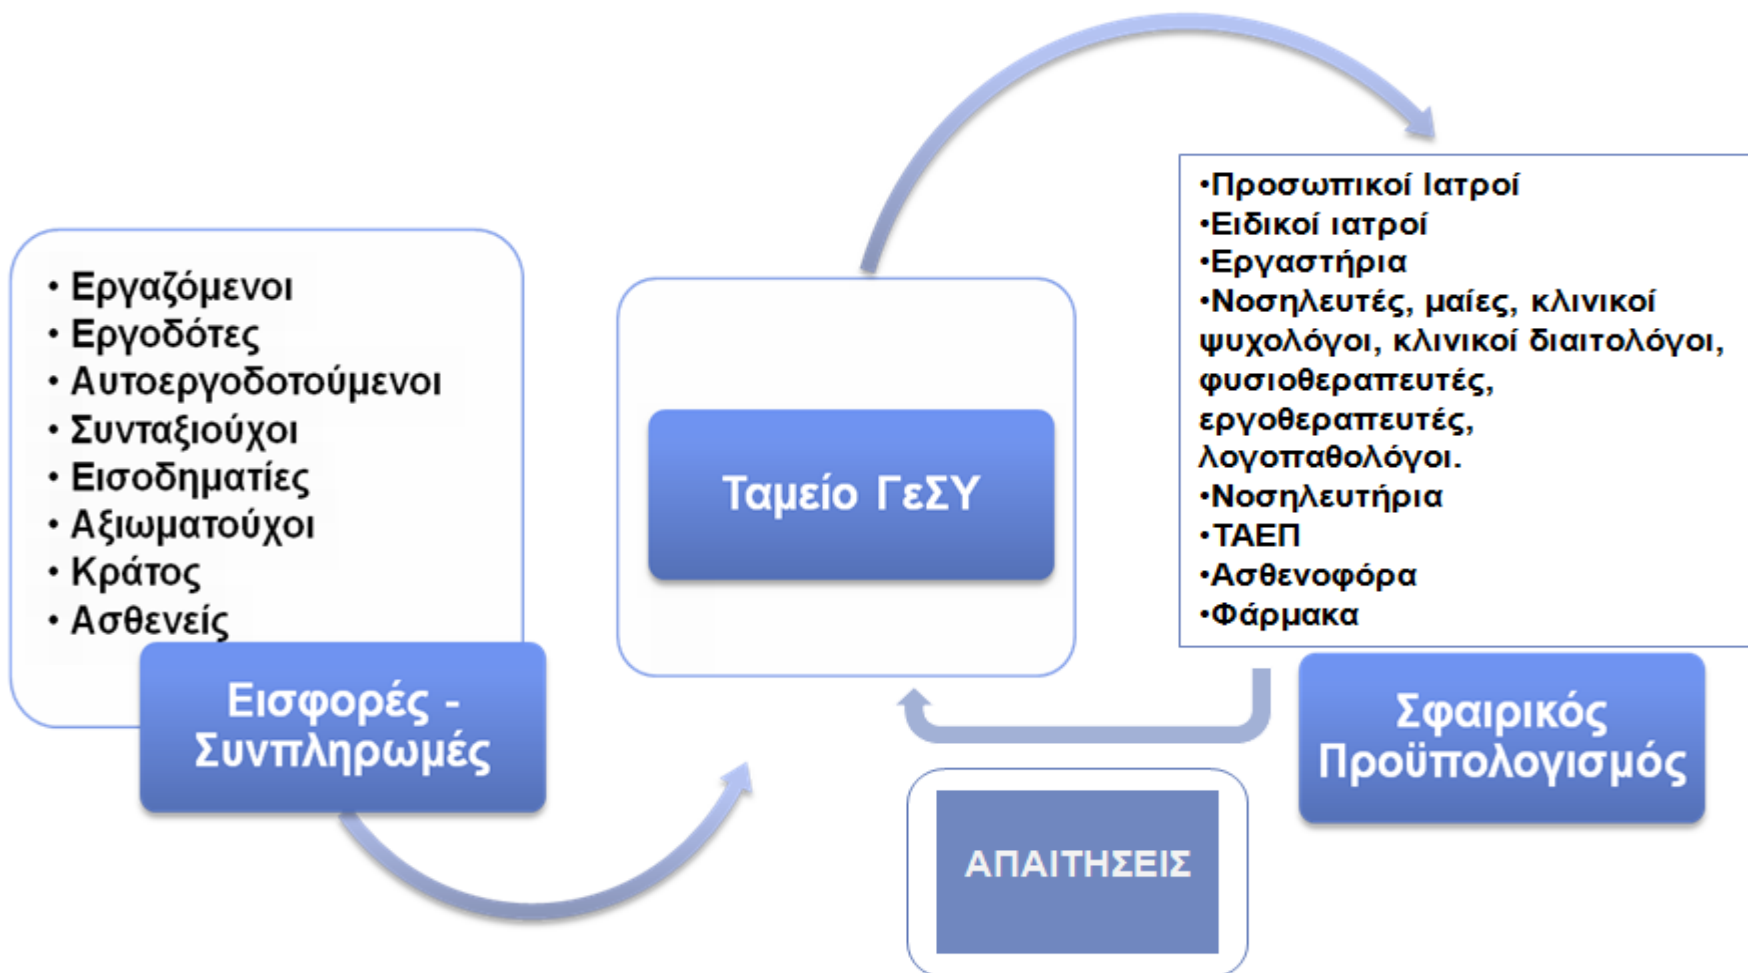 • Εργαζόμενοι
• Εργοδότες
• Αυτοεργοδοτούμενοι
• Συνταξιούχοι
• Εισοδηματίες
• Αξιωματούχοι
• Κράτος
• Ασθενείς
Εισφορές -
Συνπληρωμές
Ταμείο ΓεΣΥ
•Προσωπικοί Ιατροί
•Ειδικοί ιατροί
•Εργαστήρια
•Νοσηλευτές, μαίες, κλινικοί
ψυχολόγοι, κλινικοί διαιτολόγοι,
φυσιοθεραπευτές,
εργοθεραπευτές,
λογοπαθολόγοι.
•Νοσηλευτήρια
•ΤΑΕΠ
•Ασθενοφόρα
•Φάρμακα
Σφαιρικός
Προϋπολογισμός
ΑΠΑΙΤΗΣΕΙΣ